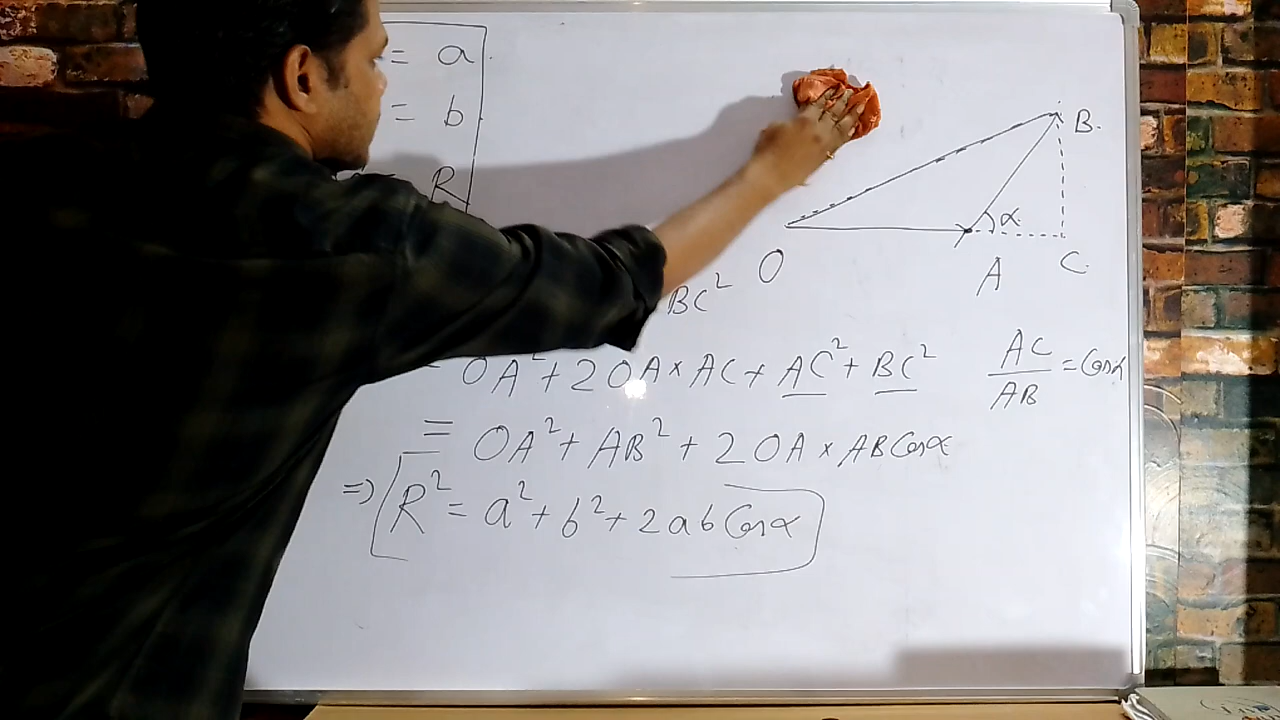 = a
= b
R
B.
α
O
A
C
BC²
= OA² + 2OA × AC + AC² + BC²
AC/AB = Cosα
= OA² + AB² + 2OA × ABCosα
⇒ R² = a² + b² + 2abCosα